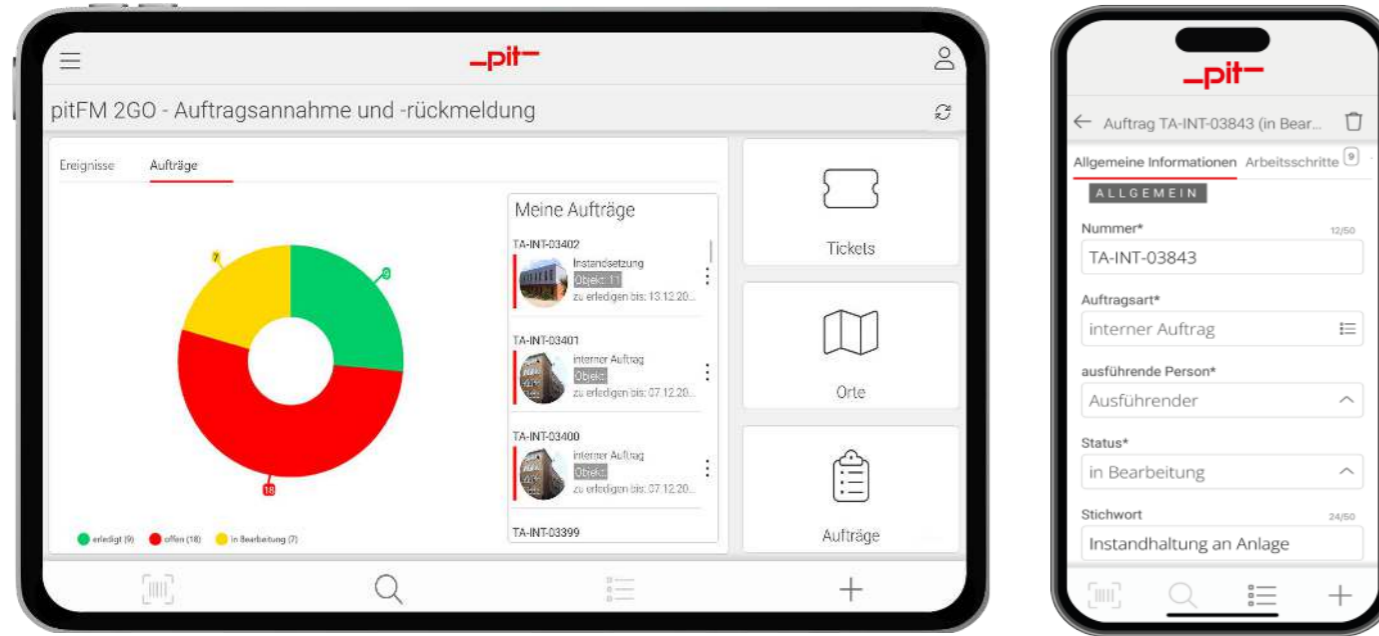 _pit‾
pitFM 2GO - Auftragsannahme und -rückmeldung
Ereignisse Aufträge
7
9
18
erledigt (9) offen (18) in Bearbeitung (7)
Meine Aufträge
TA-INT-03402
Instandsetzung
Objekt: 11
zu erledigen bis: 13.12.20...
TA-INT-03401
interner Auftrag
Objekt:
zu erledigen bis: 07.12.20...
TA-INT-03400
interner Auftrag
Objekt:
zu erledigen bis: 07.12.20...
TA-INT-03399
Tickets
Orte
Aufträge
_pit‾
Auftrag TA-INT-03843 (in Bear...
Allgemeine Informationen Arbeitsschritte 9
ALLGEMEIN
Nummer* 12/50
TA-INT-03843
Auftragsart*
interner Auftrag
ausführende Person*
Ausführender
Status*
in Bearbeitung
Stichwort 24/50
Instandhaltung an Anlage